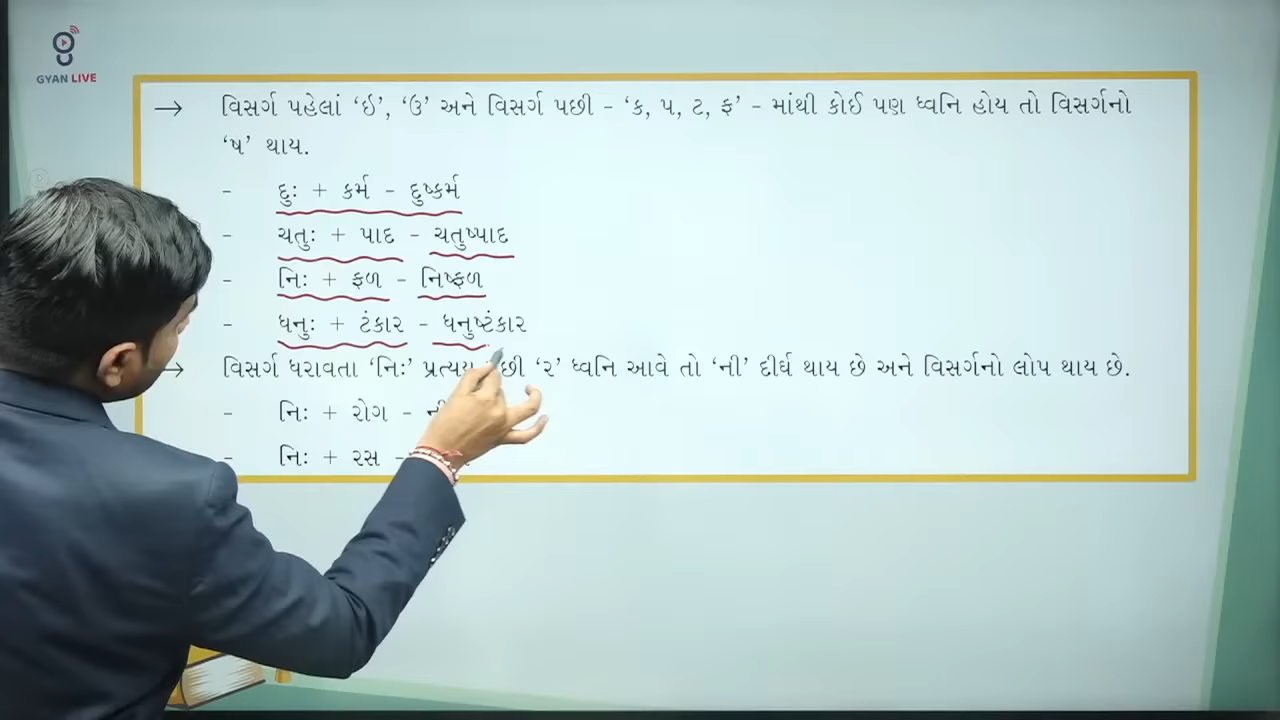 GYAN LIVE
→ વિસર્ગ પહેલાં ‘ઇ’, ‘ઉ’ અને વિસર્ગ પછી – ‘ક, પ, ટ, ફ’ – માંથી કોઈ પણ ધ્વનિ હોય તો વિસર્ગનો
‘ષ’ થાય.
- દુઃ + કર્મ – દુષ્કર્મ
- ચતુઃ + પાદ – ચતુષ્પાદ
- નિઃ + ફળ – નિષ્ફળ
- ધનુઃ + ટંકાર – ધનુષ્ટંકાર
→ વિસર્ગ ધરાવતા ‘નિઃ’ પ્રત્યય ‘ર’ ધ્વનિ આવે તો ‘ની’ દીર્ઘ થાય છે અને વિસર્ગનો લોપ થાય છે.
- નિઃ + રોગ –
- નિઃ + રસ –